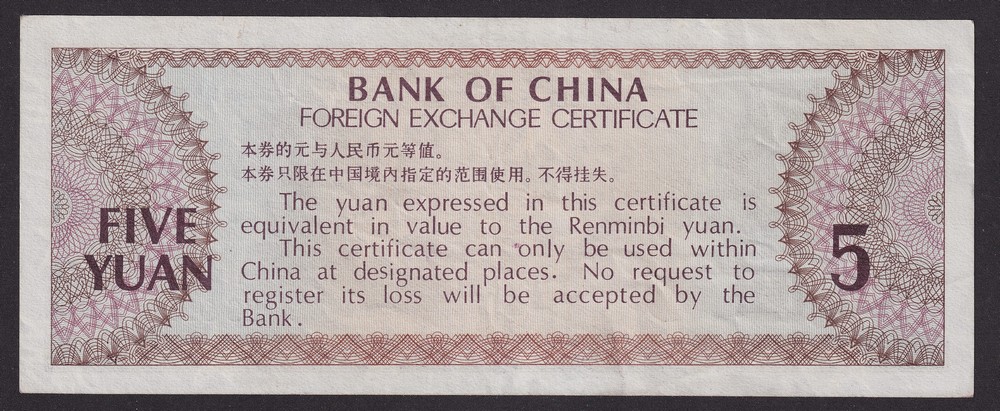 BANK OF CHINA
FOREIGN EXCHANGE CERTIFICATE
本券的元与人民币元等值。
本券只限在中国境内指定的范围使用。不得挂失。
The yuan expressed in this certificate is
equivalent in value to the Renminbi yuan.
This certificate can only be used within
China at designated places. No request to
register its loss will be accepted by the
Bank.
FIVE
YUAN
5